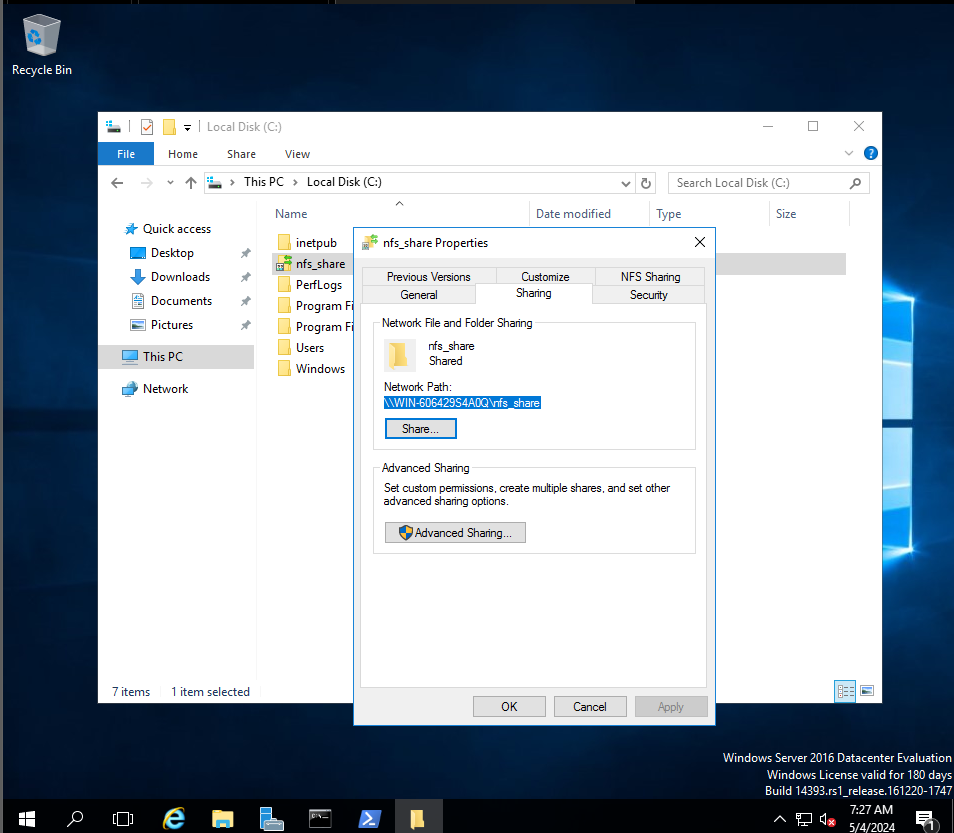 Recycle Bin
Local Disk (C:)
File Home Share View
This PC Local Disk (C:) Search Local Disk (C:)
Name Date modified Type Size
Quick access
Desktop
Downloads
Documents
Pictures
This PC
Network
inetpub
nfs_share
PerfLogs
Program Fi
Program Fi
Users
Windows
nfs_share Properties
Previous Versions Customize NFS Sharing
General Sharing Security
Network File and Folder Sharing
nfs_share
Shared
Network Path:
\\WIN-606429S4A0Q\nfs_share
Share...
Advanced Sharing
Set custom permissions, create multiple shares, and set other
advanced sharing options.
Advanced Sharing...
OK Cancel Apply
7 items 1 item selected
Windows Server 2016 Datacenter Evaluation
Windows License valid for 180 days
Build 14393.rs1_release.161220-1747
7:27 AM
5/4/2024
1